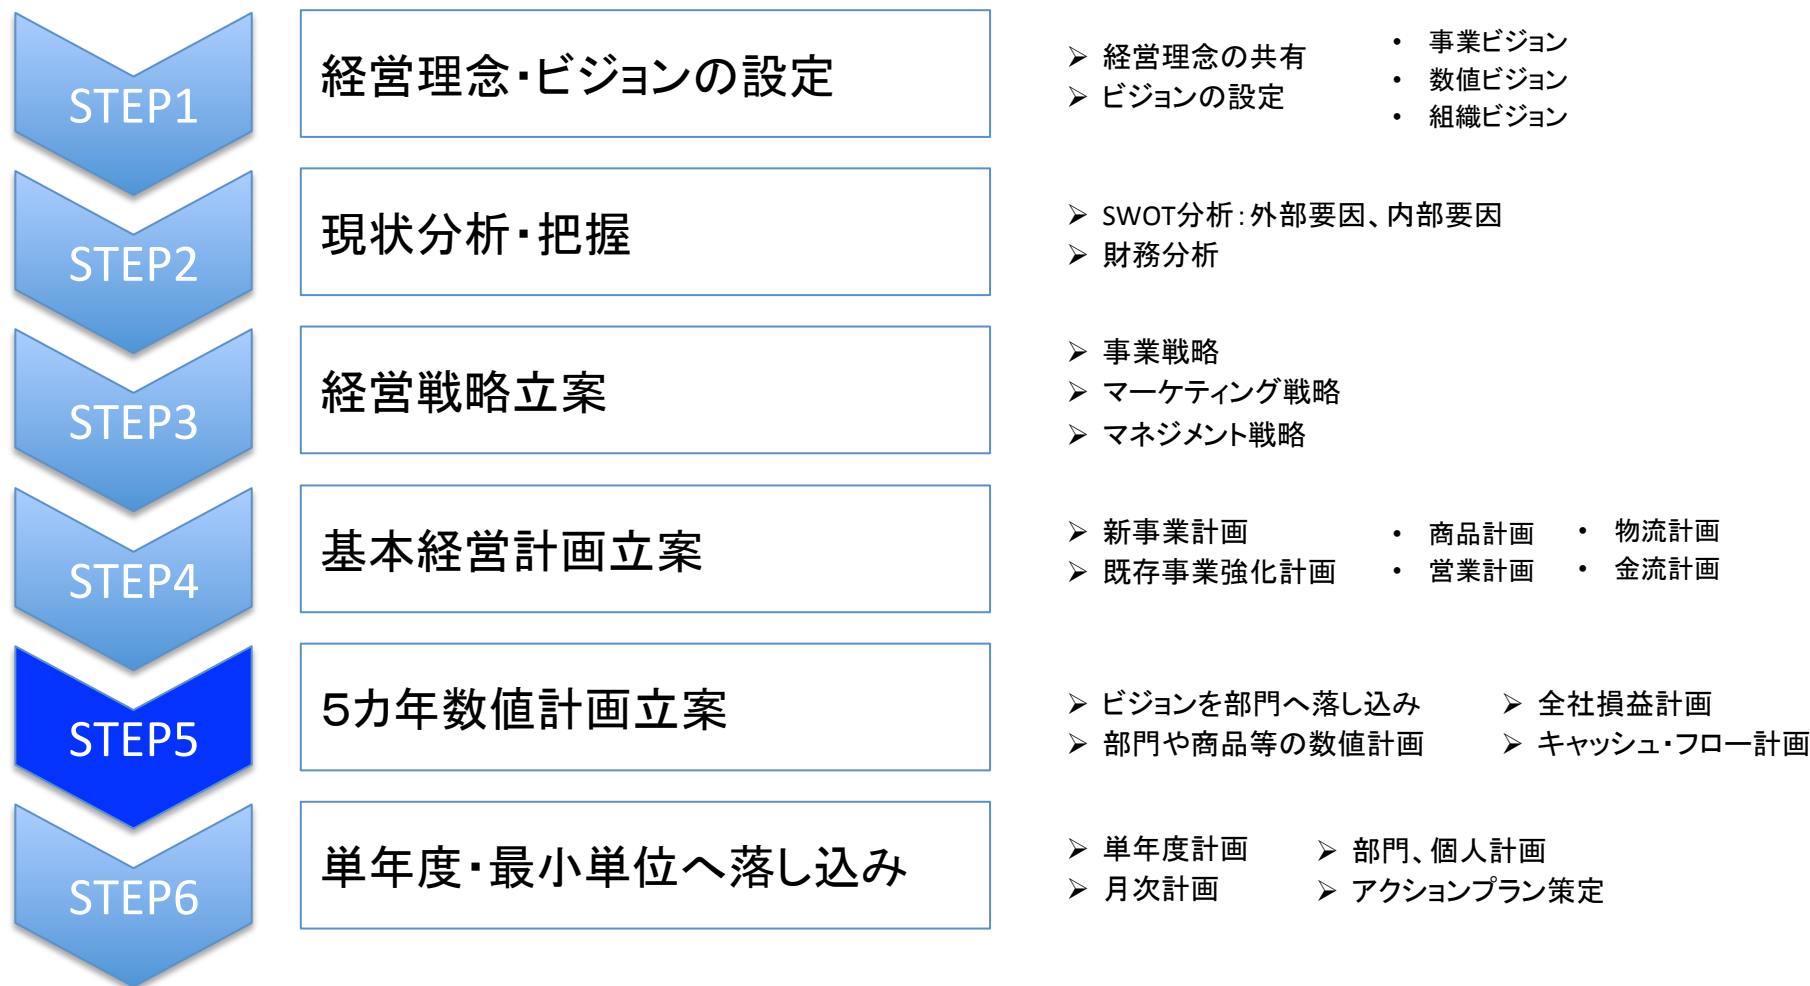 STEP1
経営理念・ビジョンの設定
➢ 経営理念の共有
➢ ビジョンの設定
• 事業ビジョン
• 数値ビジョン
• 組織ビジョン
STEP2
現状分析・把握
➢ SWOT分析：外部要因、内部要因
➢ 財務分析
STEP3
経営戦略立案
➢ 事業戦略
➢ マーケティング戦略
➢ マネジメント戦略
STEP4
基本経営計画立案
➢ 新事業計画
➢ 既存事業強化計画
• 商品計画
• 営業計画
• 物流計画
• 金流計画
STEP5
５カ年数値計画立案
➢ ビジョンを部門へ落し込み
➢ 部門や商品等の数値計画
➢ 全社損益計画
➢ キャッシュ・フロー計画
STEP6
単年度・最小単位へ落し込み
➢ 単年度計画
➢ 月次計画
➢ 部門、個人計画
➢ アクションプラン策定